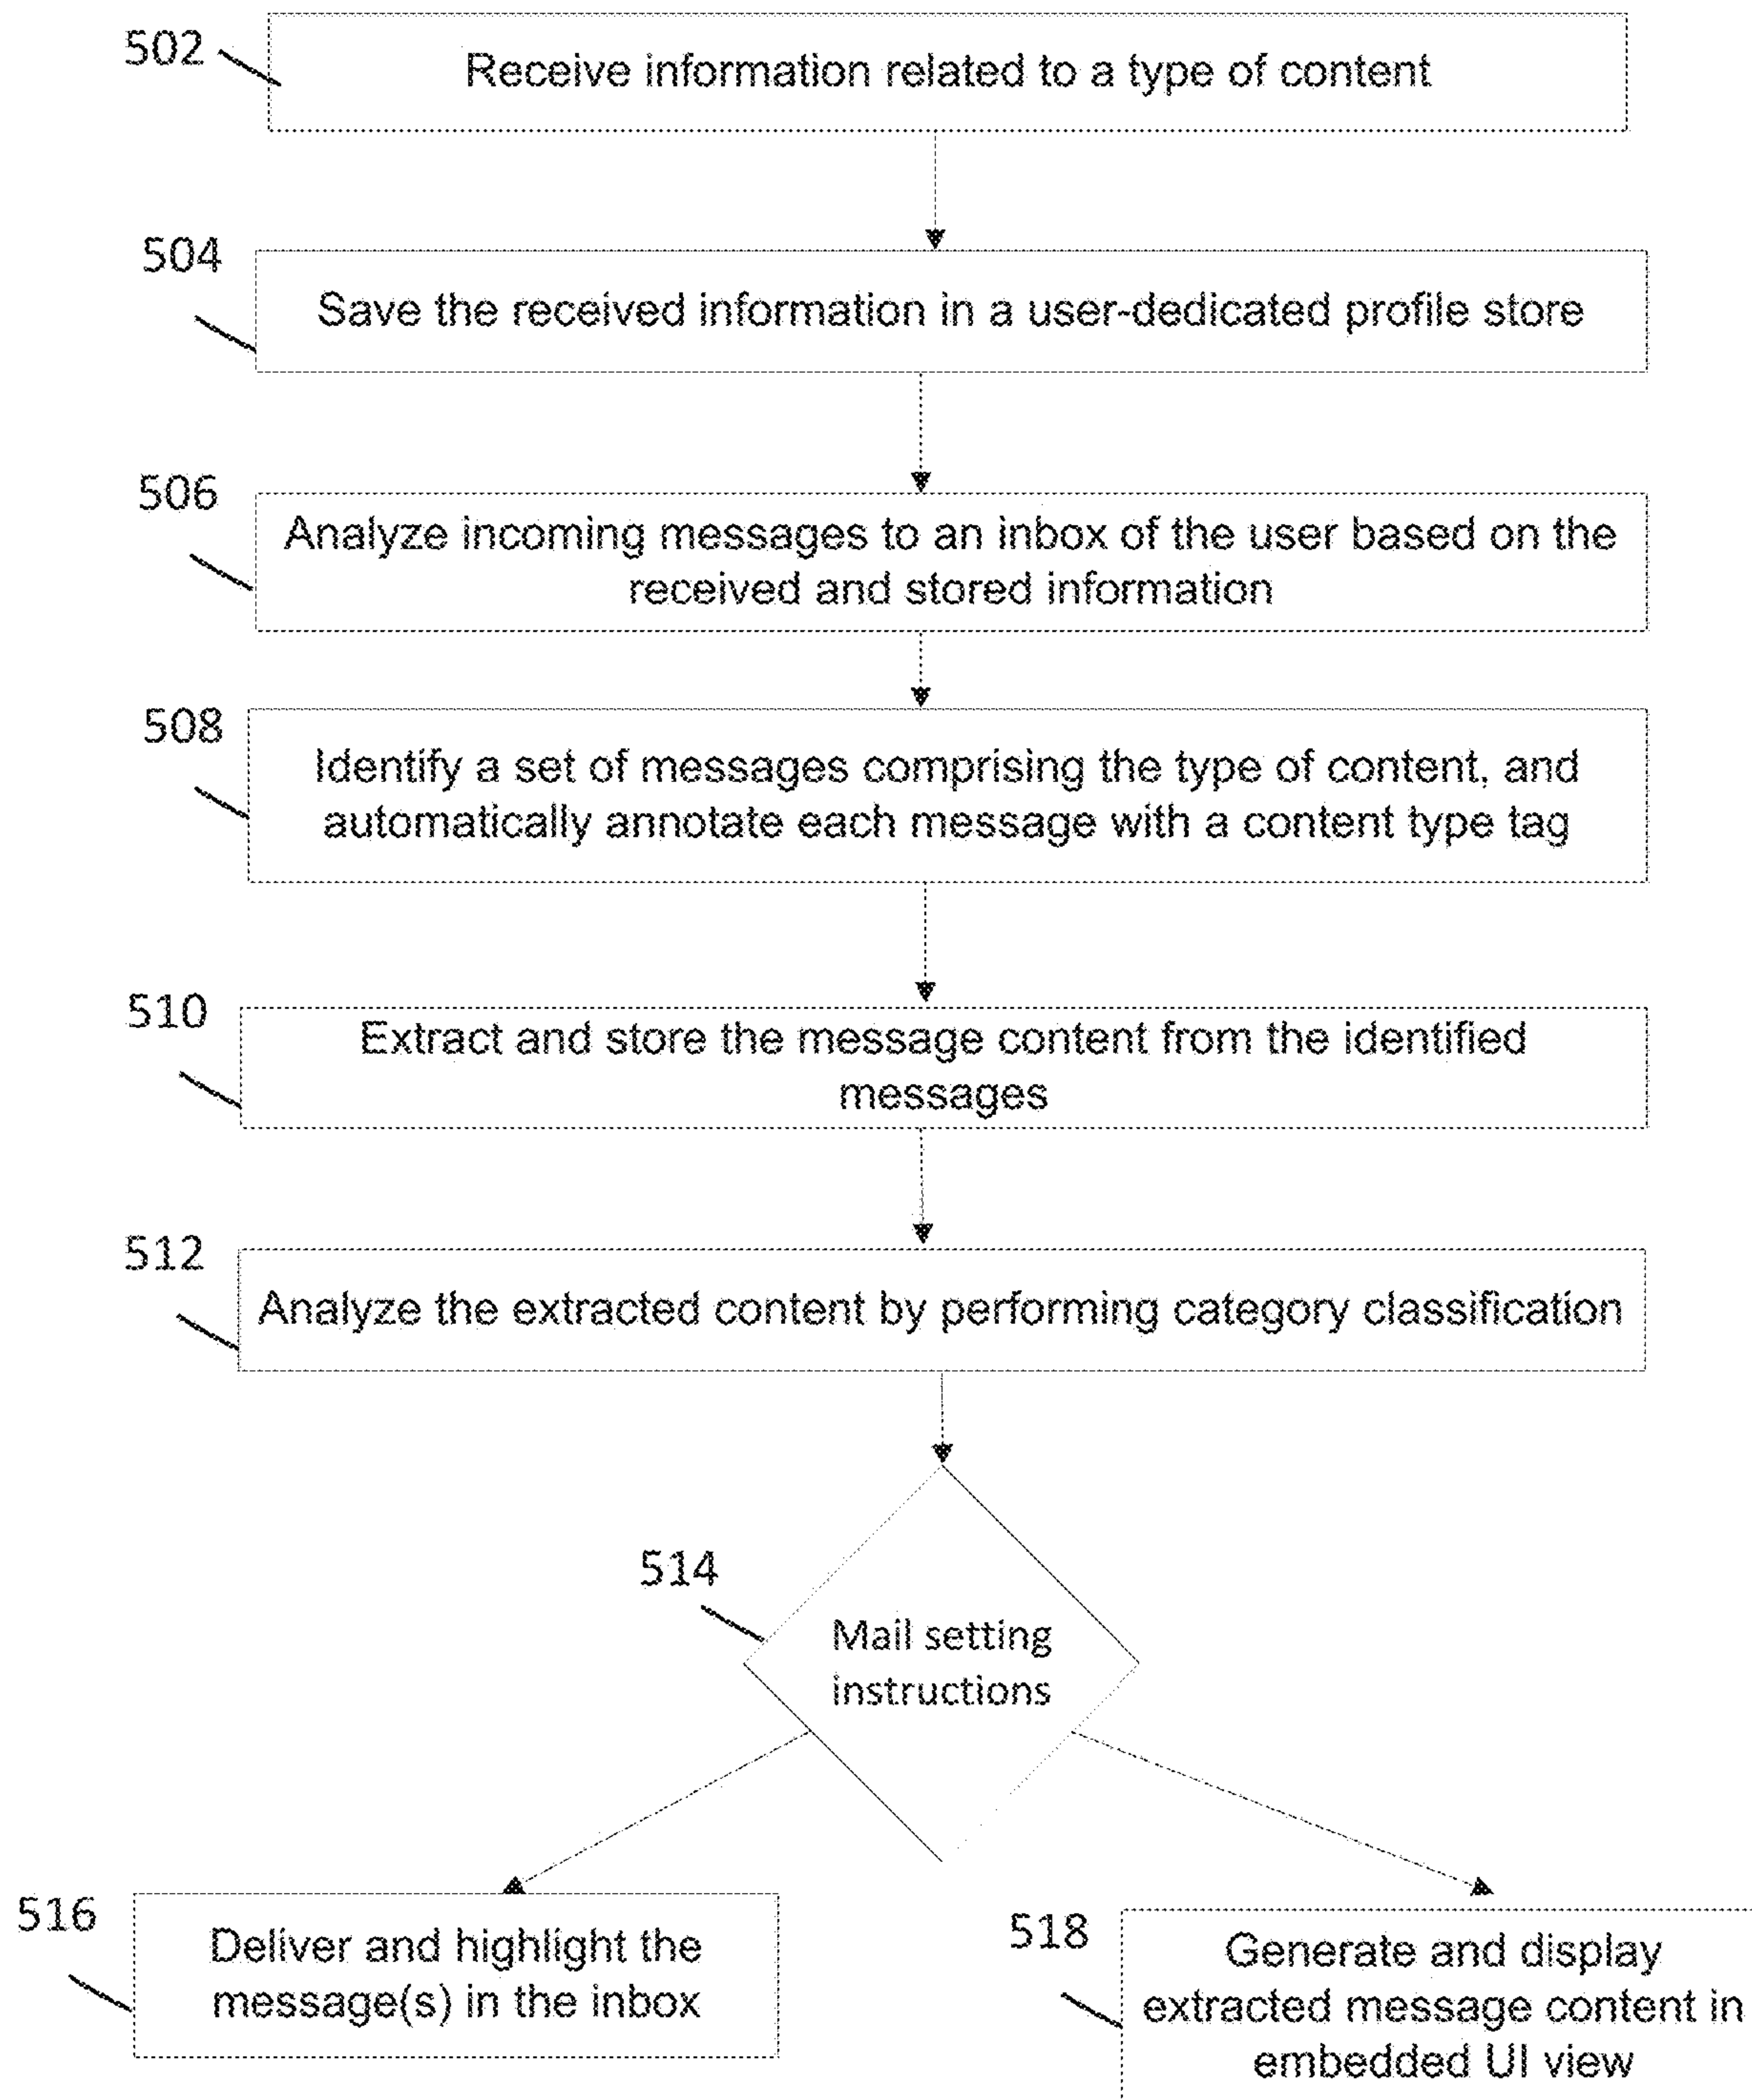 502
Receive information related to a type of content
504
Save the received information in a user-dedicated profile store
506
Analyze incoming messages to an inbox of the user based on the
received and stored information
508
Identify a set of messages comprising the type of content, and
automatically annotate each message with a content type tag
510
Extract and store the message content from the identified
messages
512
Analyze the extracted content by performing category classification
514
Mail setting
instructions
516
Deliver and highlight the
message(s) in the inbox
518
Generate and display
extracted message content in
embedded UI view